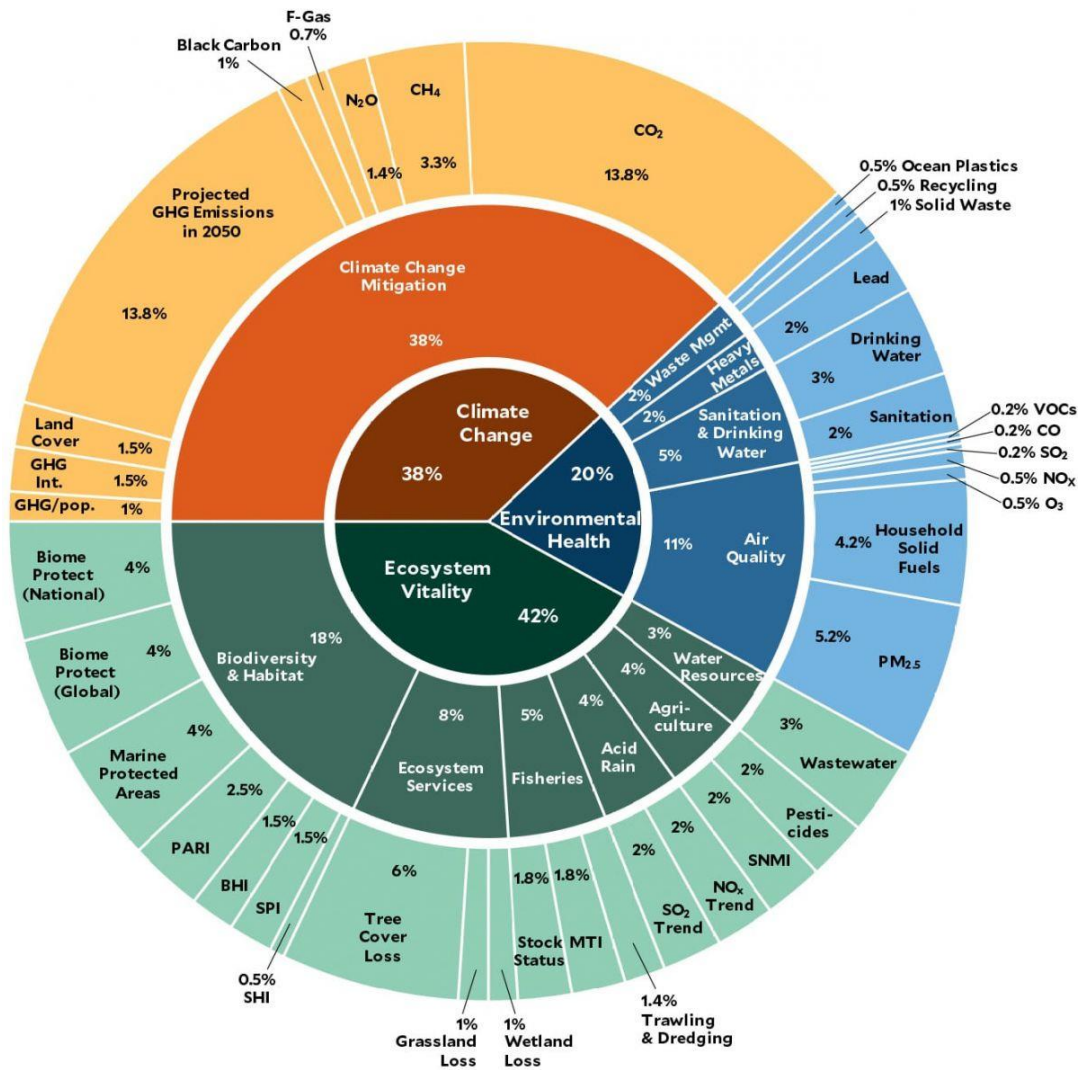 F-Gas
0.7%
Black Carbon
1%
N₂O
1.4%
CH₄
3.3%
CO₂
13.8%
Projected
GHG Emissions
in 2050
13.8%
Land
Cover
1.5%
GHG
Int.
1.5%
GHG/pop.
1%
Climate Change
Mitigation
38%
Climate
Change
38%
0.5% Ocean Plastics
0.5% Recycling
1% Solid Waste
Lead
2%
Drinking
Water
3%
Sanitation
2%
0.2% VOCs
0.2% CO
0.2% SO₂
0.5% NOₓ
0.5% O₃
4.2%
Household
Solid
Fuels
5.2%
PM₂.₅
2% Waste Mgmt
Heavy
Metals
2%
Sanitation
& Drinking
Water
5%
11%
Air
Quality
20%
Environmental
Health
Ecosystem
Vitality
42%
18%
Biodiversity
& Habitat
8%
Ecosystem
Services
5%
Fisheries
4%
Acid
Rain
4%
Agri-
culture
3%
Water
Resources
Biome
Protect
(National)
4%
Biome
Protect
(Global)
4%
Marine
Protected
Areas
4%
PARI
2.5%
BHI
1.5%
SPI
1.5%
0.5%
SHI
6%
Tree
Cover
Loss
1%
Grassland
Loss
1%
Wetland
Loss
1.8%
Stock
Status
1.8%
MTI
1.4%
Trawling
& Dredging
2%
SO₂
Trend
2%
NOₓ
Trend
2%
SNMI
2%
Pesti-
cides
3%
Wastewater